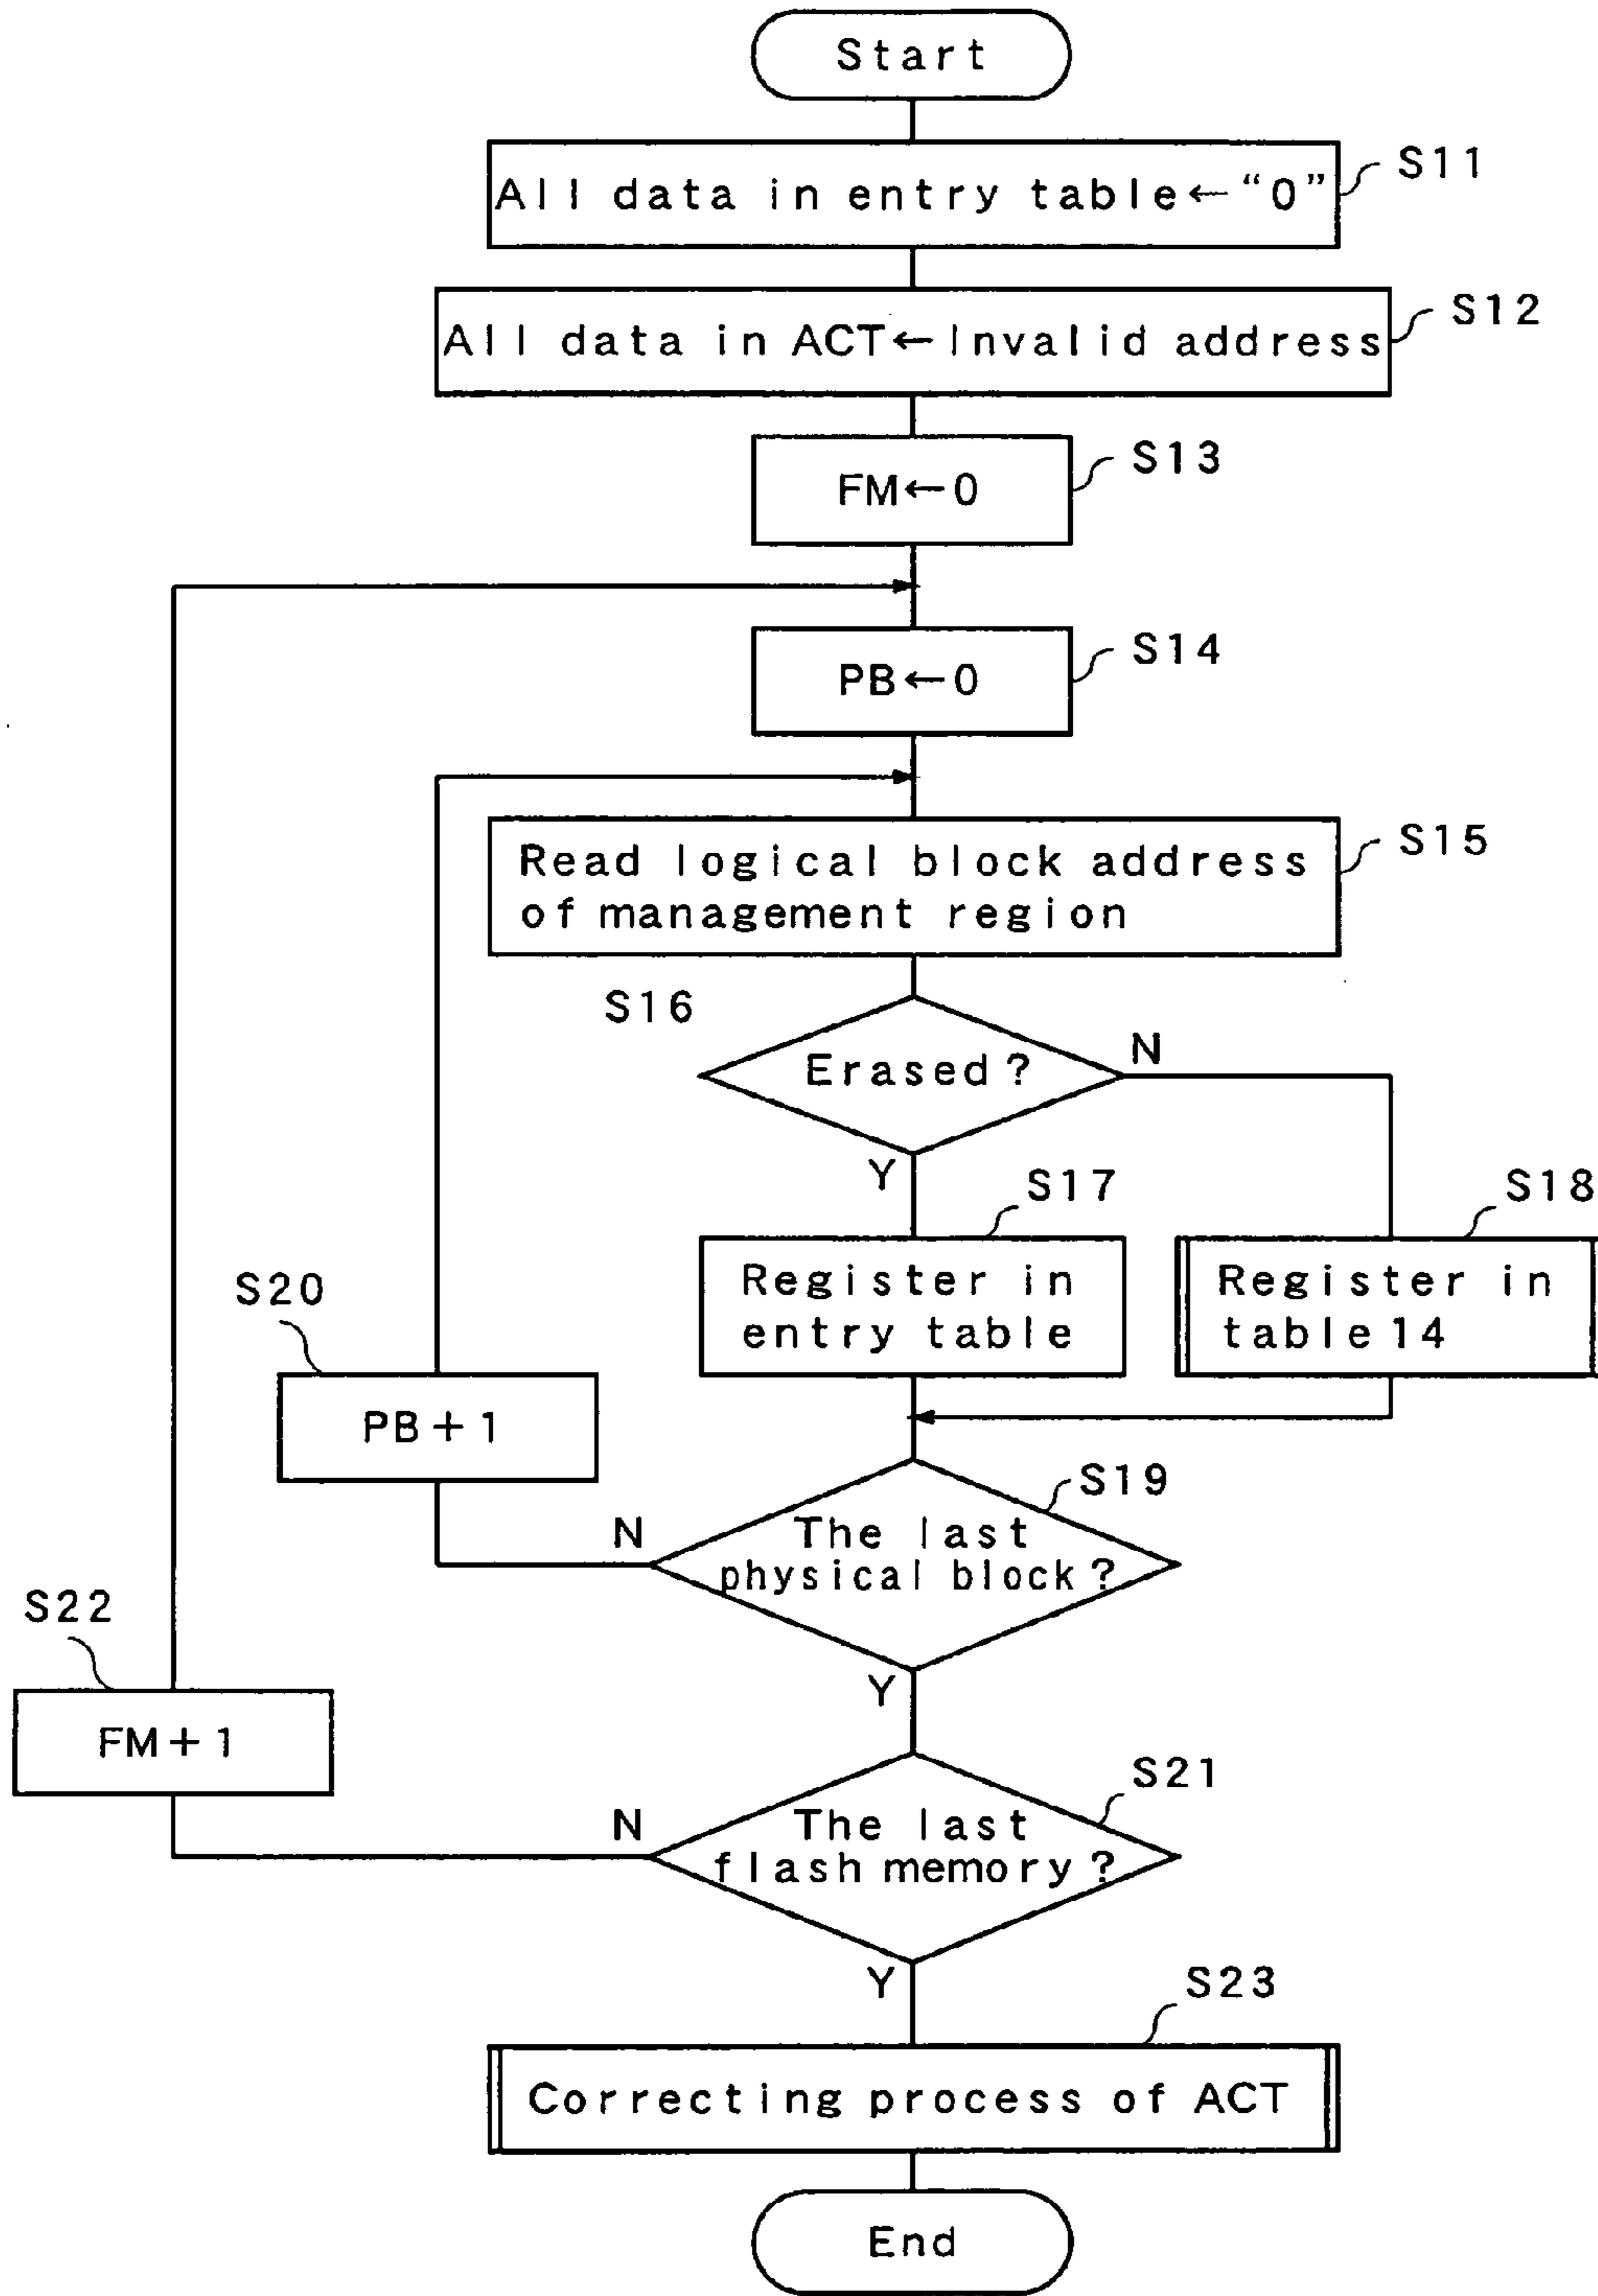 Start
All data in entry table←“0”
S11
All data in ACT←Invalid address
S12
FM←0
S13
PB←0
S14
Read logical block address
of management region
S15
S16
Erased?
N
Y
S17
Register in
entry table
S18
Register in
table14
S20
PB+1
S19
The last
physical block?
N
Y
S22
FM+1
S21
The last
flash memory?
N
Y
S23
Correcting process of ACT
End